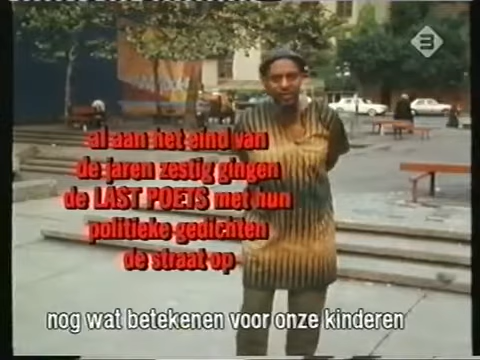 3
al aan het eind van
de jaren zestig gingen
de LAST POETS met hun
politieke gedichten
de straat op
nog wat betekenen voor onze kinderen